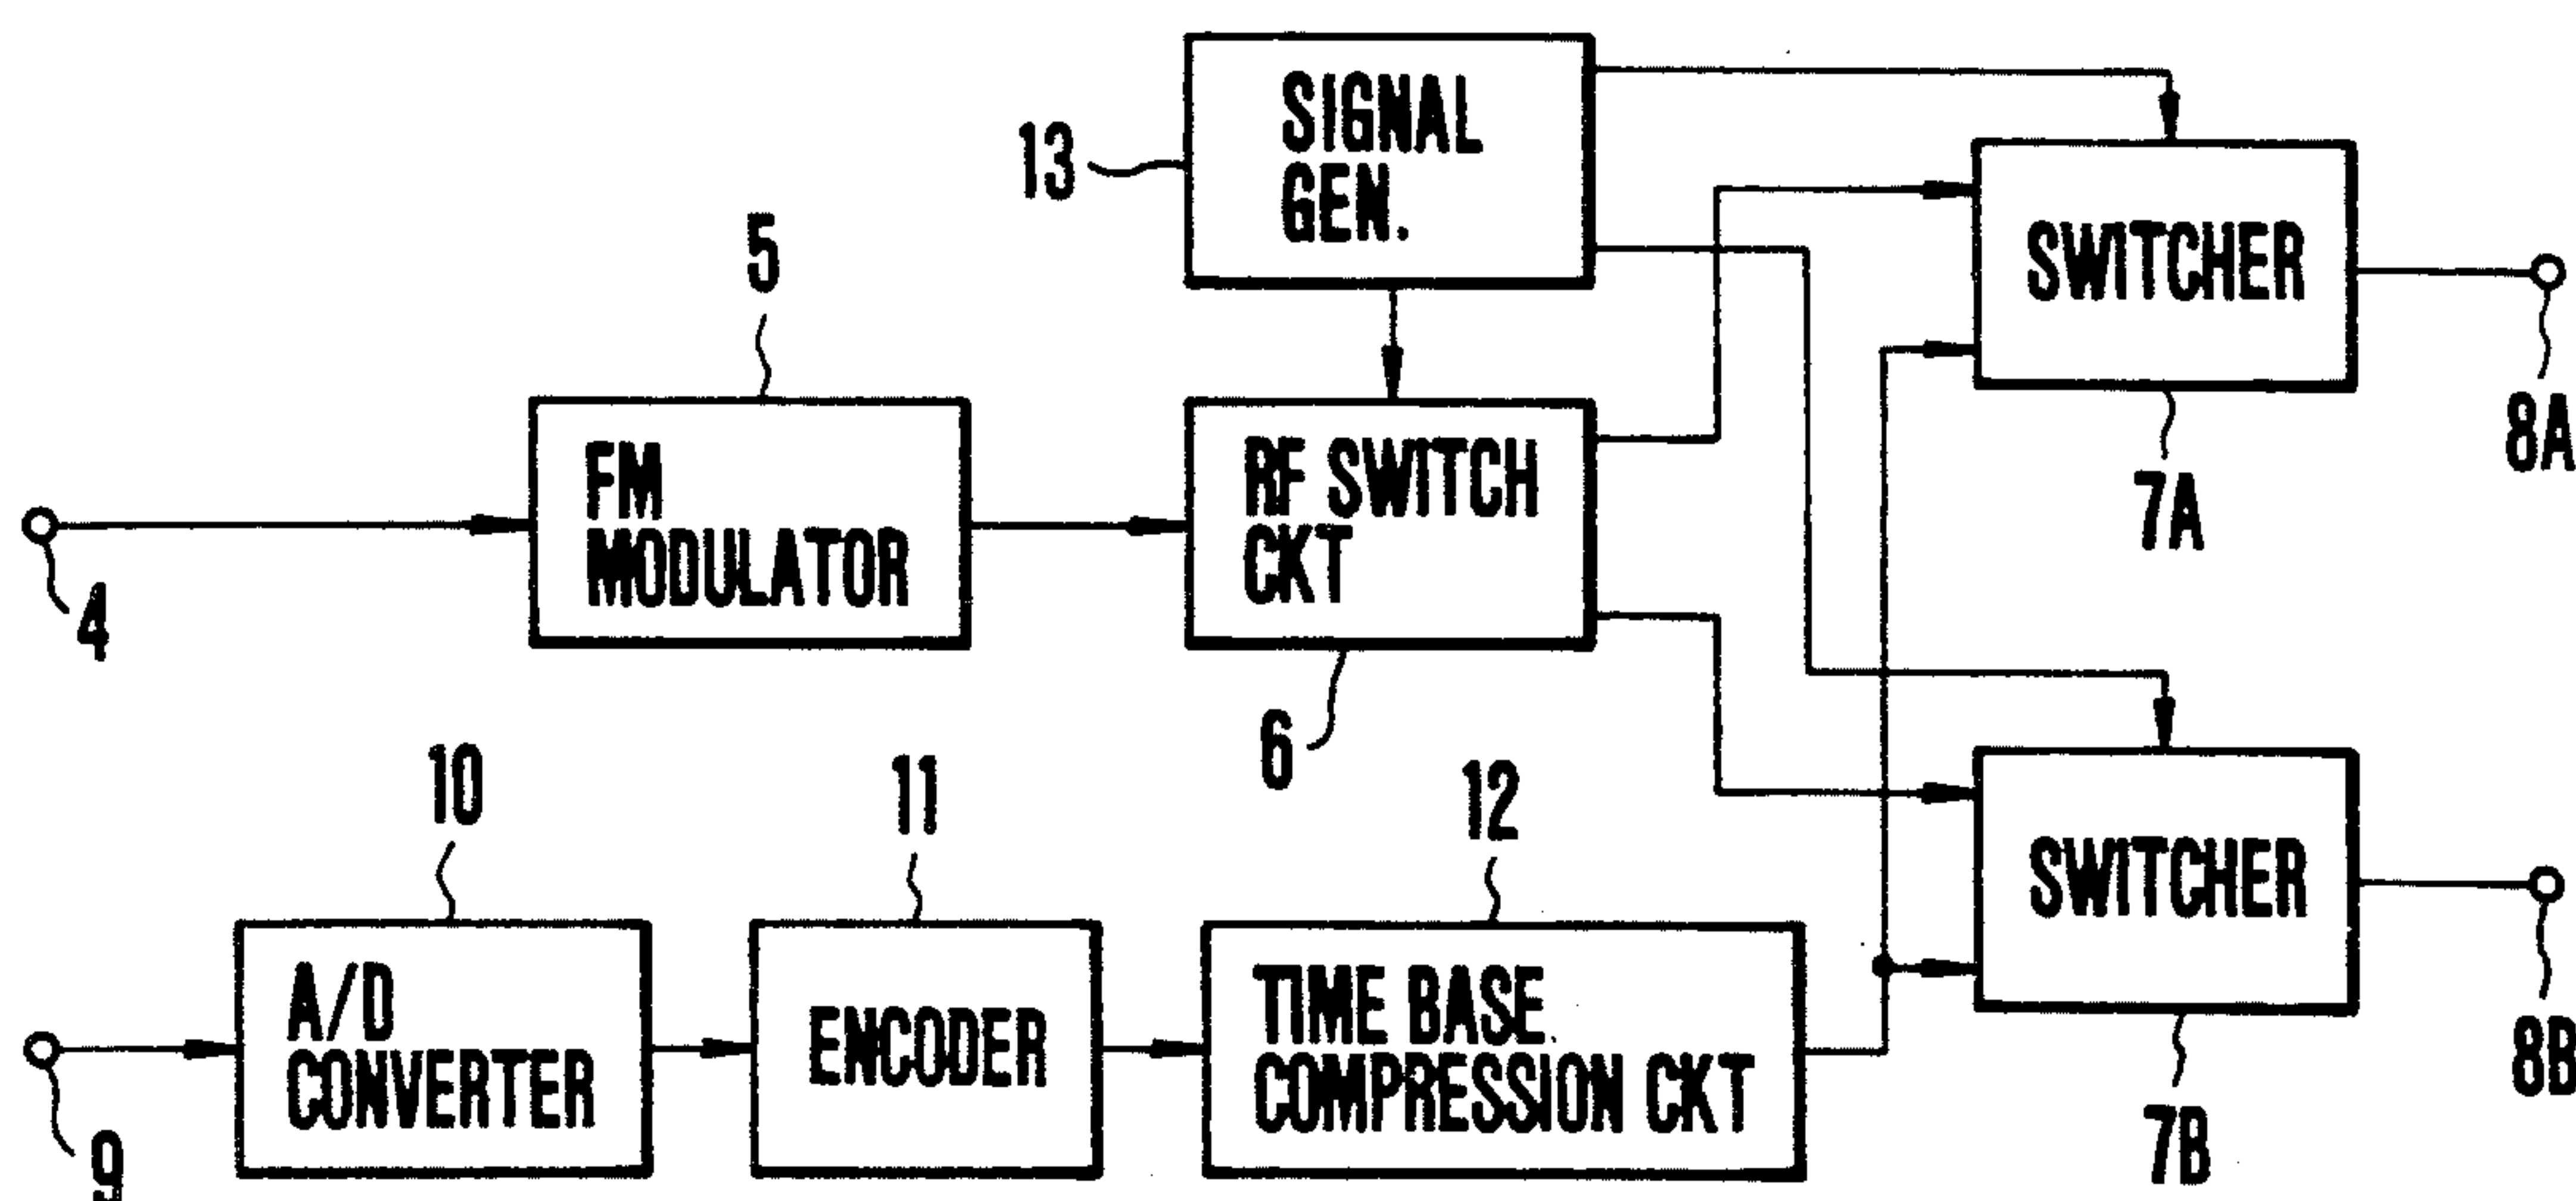 SIGNAL
GEN.
13
SWITCHER
8A
7A
5
FM
MODULATOR
4
RF SWITCH
CKT
6
10
11
12
A/D
CONVERTER
9
ENCODER
TIME BASE
COMPRESSION CKT
SWITCHER
8B
7B